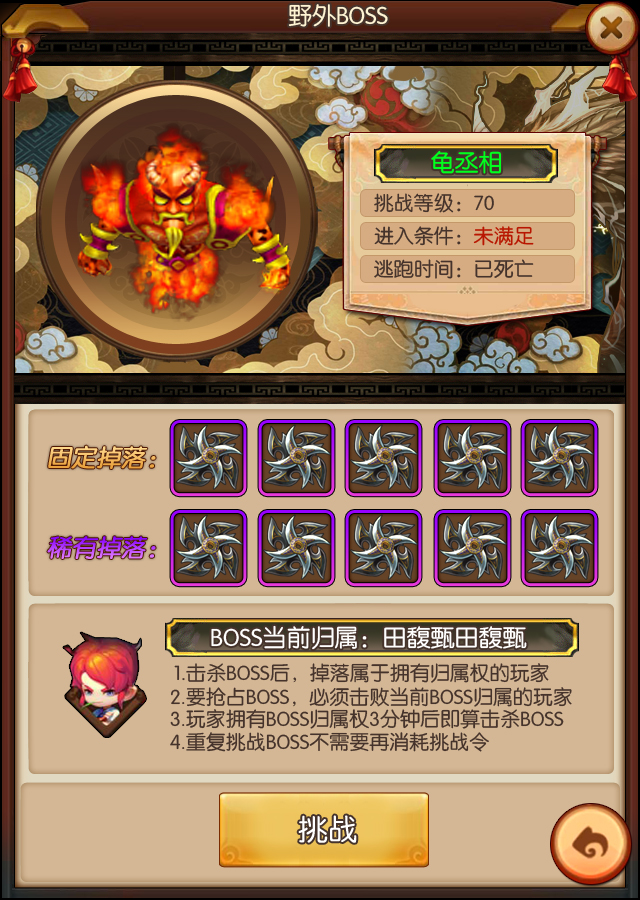 野外BOSS
龟丞相
挑战等级：70
进入条件：未满足
逃跑时间：已死亡
固定掉落：
稀有掉落：
BOSS当前归属：田馥甄田馥甄
1.击杀BOSS后，掉落属于拥有归属权的玩家
2.要抢占BOSS，必须击败当前BOSS归属的玩家
3.玩家拥有BOSS归属权3分钟后即算击杀BOSS
4.重复挑战BOSS不需要再消耗挑战令
挑战